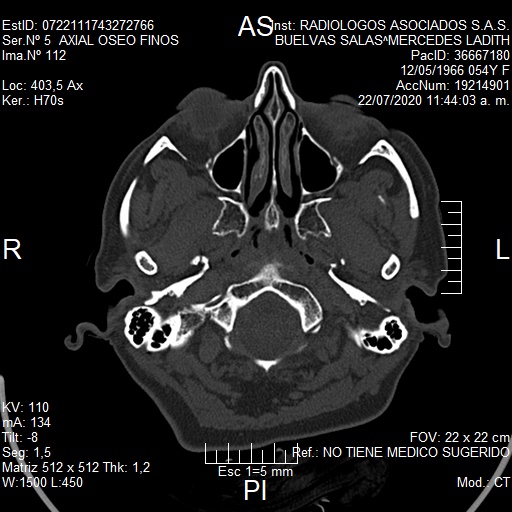 EstID: 0722111743272766
Ser.Nº 5 AXIAL OSEO FINOS
Ima.Nº 112
Loc: 403,5 Ax
Ker.: H70s
AS
Inst: RADIOLOGOS ASOCIADOS S.A.S.
BUELVAS SALAS^MERCEDES LADITH
PacID: 36667180
12/05/1966 054Y F
AccNum: 19214901
22/07/2020 11:44:03 a. m.
R
L
KV: 110
mA: 134
Tilt: -8
Seg: 1,5
Matriz 512 x 512 Thk: 1,2
W:1500 L:450
Esc 1=5 mm
PI
FOV: 22 x 22 cm
Ref.: NO TIENE MEDICO SUGERIDO
Mod.: CT